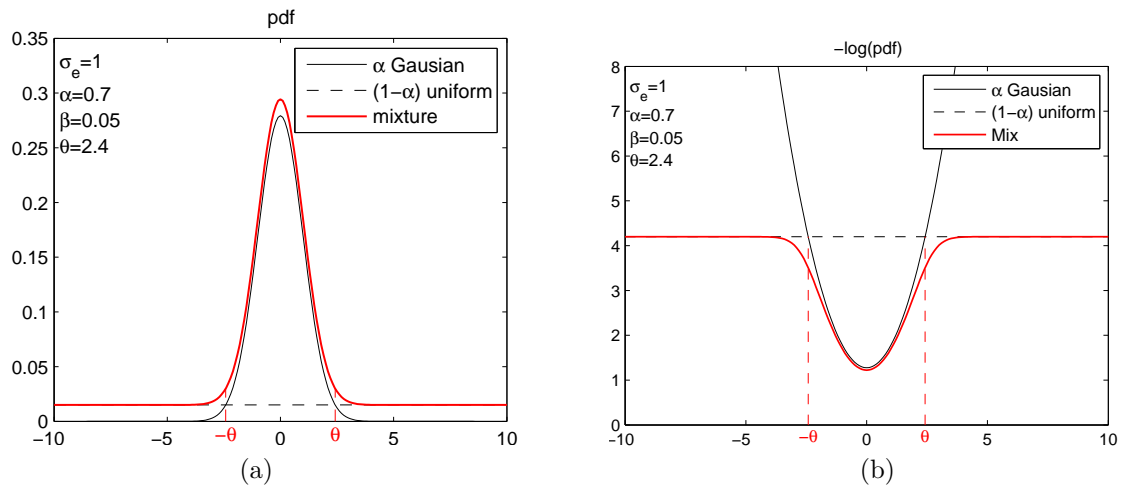 pdf
0.35
0.3
0.25
0.2
0.15
0.1
0.05
0
σe=1
α=0.7
β=0.05
θ=2.4
α Gausian
(1−α) uniform
mixture
−10
−5
−θ
0
θ
5
10
(a)
−log(pdf)
8
7
6
5
4
3
2
1
0
σe=1
α=0.7
β=0.05
θ=2.4
α Gausian
(1−α) uniform
Mix
−10
−5
−θ
0
θ
5
10
(b)